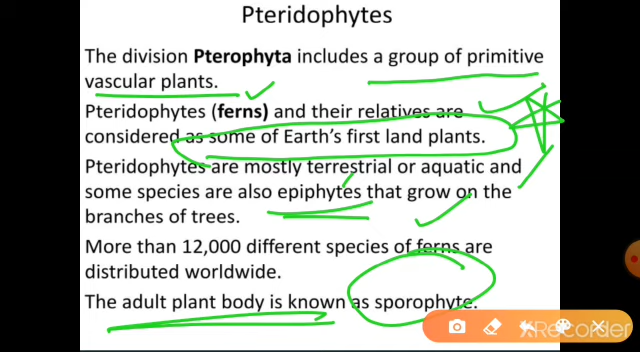 Pteridophytes
The division Pterophyta includes a group of primitive
vascular plants.
Pteridophytes (ferns) and their relatives are
considered as some of Earth's first land plants.
Pteridophytes are mostly terrestrial or aquatic and
some species are also epiphytes that grow on the
branches of trees.
More than 12,000 different species of ferns are
distributed worldwide.
The adult plant body is known as sporophyte.
XRecorder